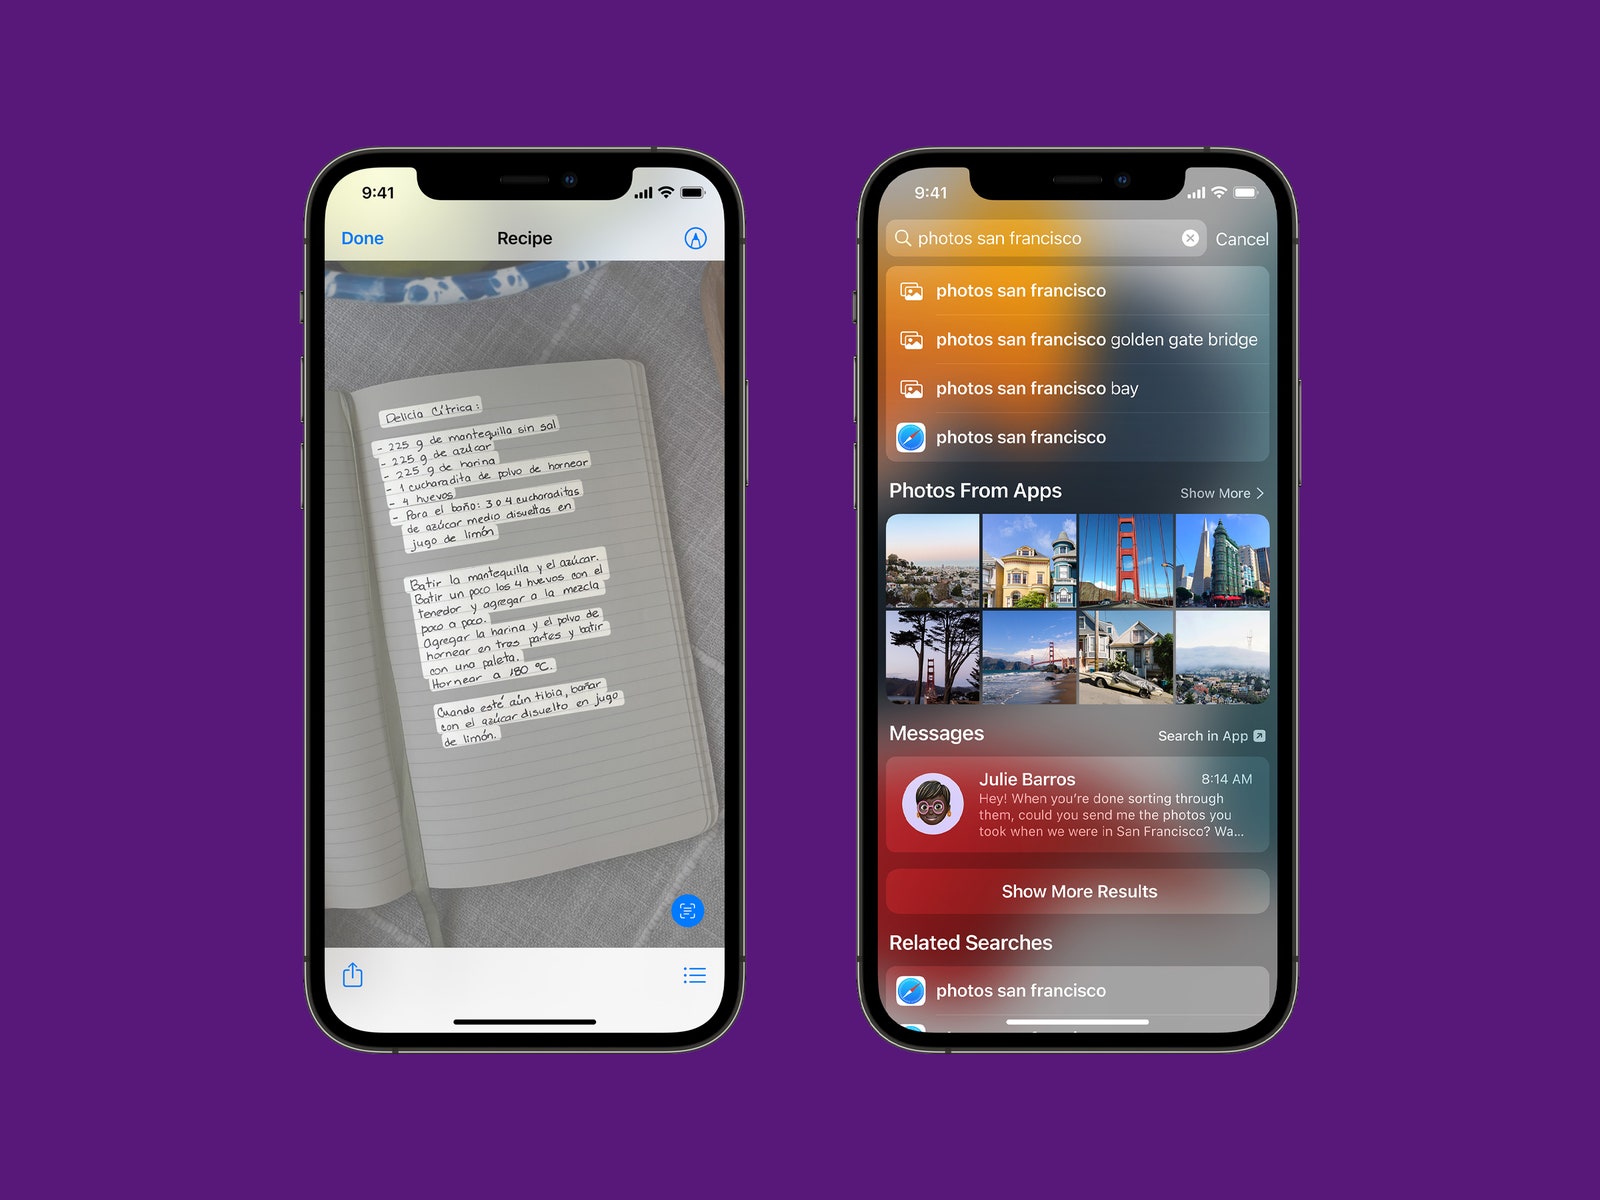 9:41
Done
Recipe
Delicia Cítrica:
- 225 g de mantequilla sin sal
- 225 g de azúcar
- 225 g de harina
- 1 cucharadita de polvo de hornear
- 4 huevos
- Para el baño: 3 o 4 cucharaditas
de azúcar medio disueltas en
jugo de limón
Batir la mantequilla y el azúcar.
Batir un poco los 4 huevos con el
tenedor y agregar a la mezcla
poco a poco.
Agregar la harina y el polvo de
hornear en tres partes y batir
con una paleta.
Hornear a 180 °C.
Cuando esté aún tibia, bañar
con el azúcar disuelto en jugo
de limón.
9:41
photos san francisco
Cancel
photos san francisco
photos san francisco golden gate bridge
photos san francisco bay
photos san francisco
Photos From Apps
Show More
Messages
Search in App
Julie Barros
8:14 AM
Hey! When you're done sorting through
them, could you send me the photos you
took when we were in San Francisco? Wa...
Show More Results
Related Searches
photos san francisco